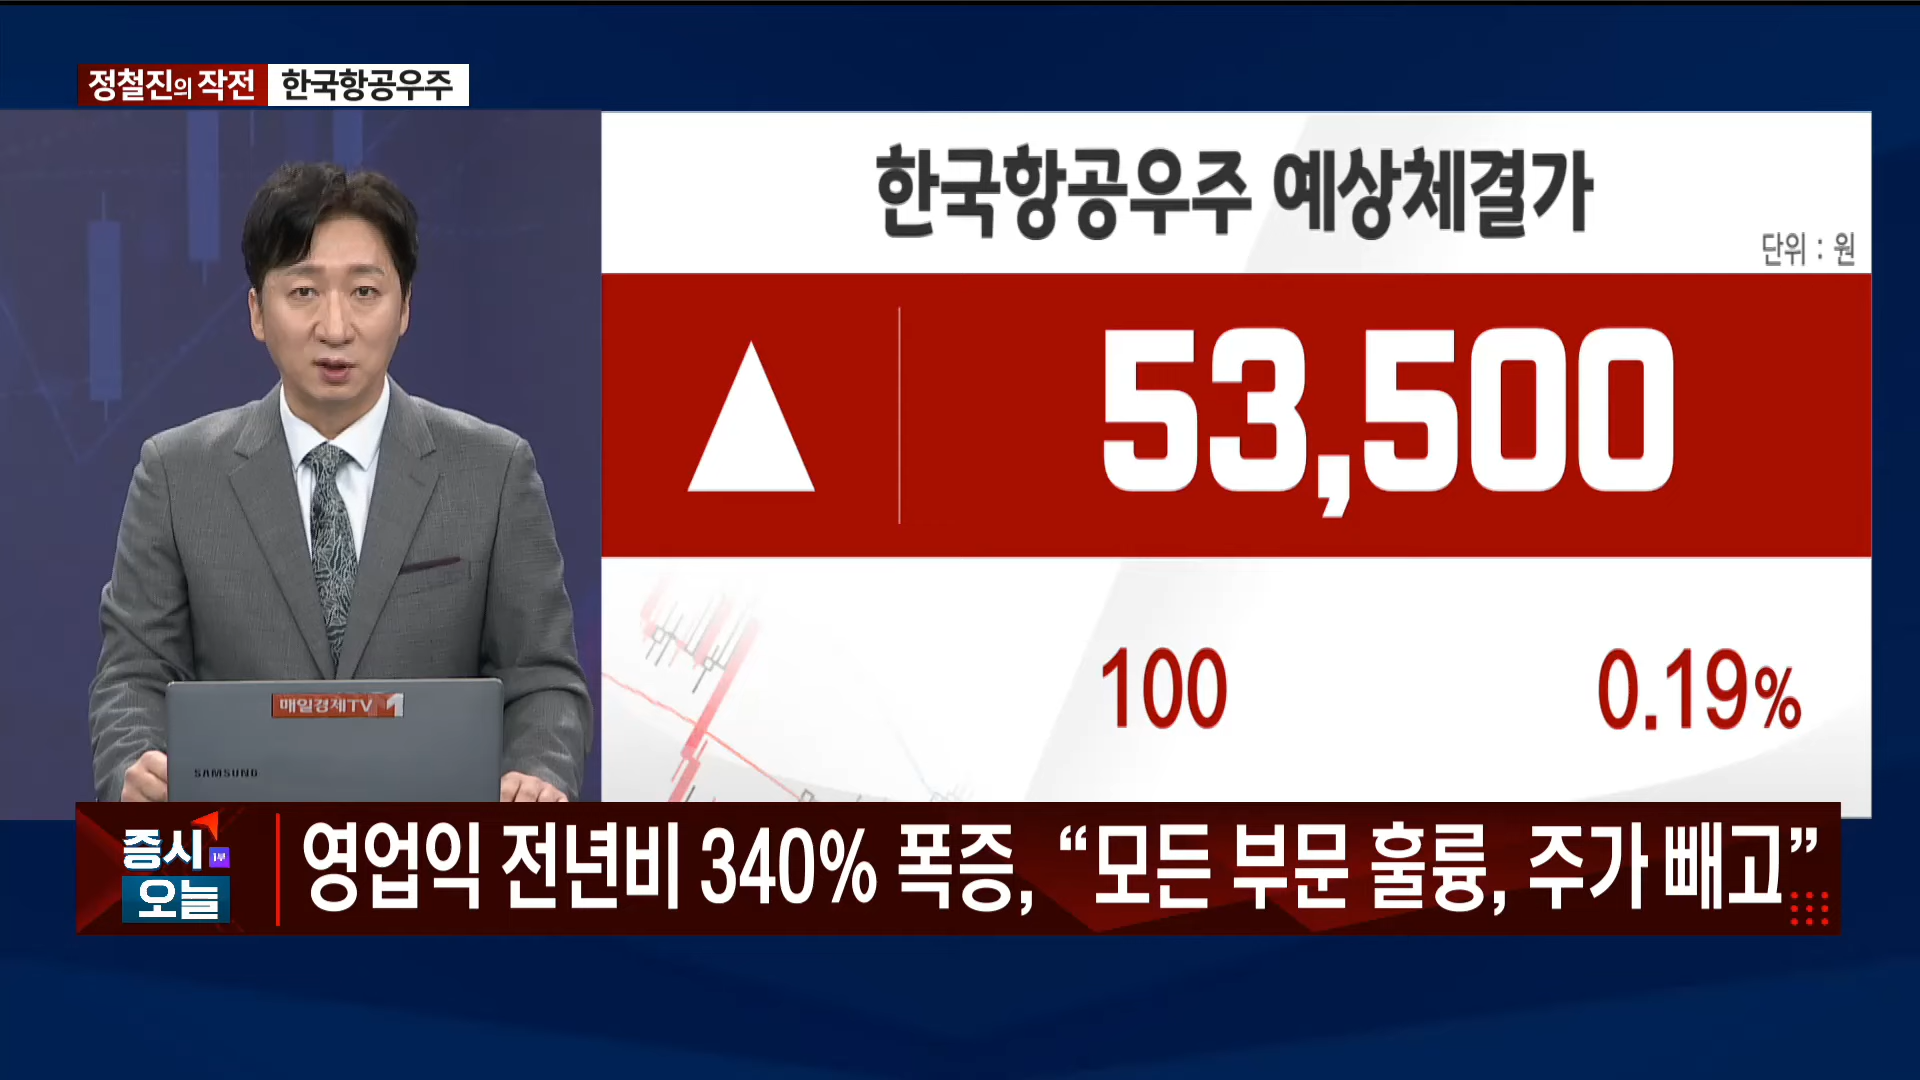 정철진의 작전 한국항공우주
한국항공우주 예상체결가
단위 : 원
▲ 53,500
100 0.19%
매일경제TV 1
SAMSUNG
증시 1부
오늘
영업익 전년비 340% 폭증, “모든 부문 훌륭, 주가 빼고”